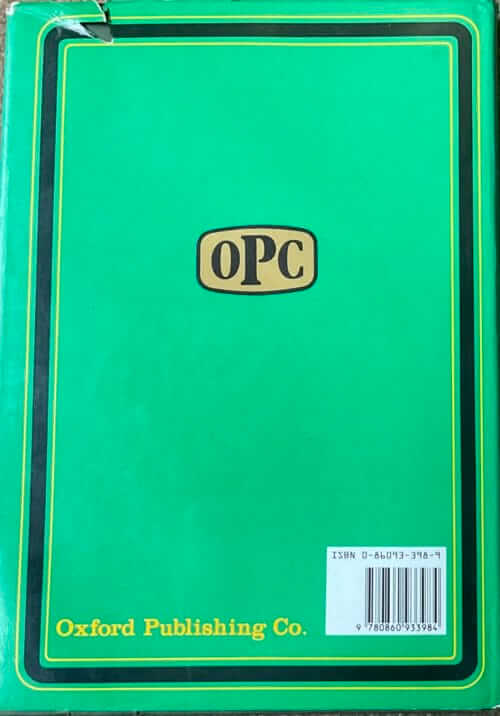 OPC
ISBN 0-86093-398-9
9 780860 933984
Oxford Publishing Co.